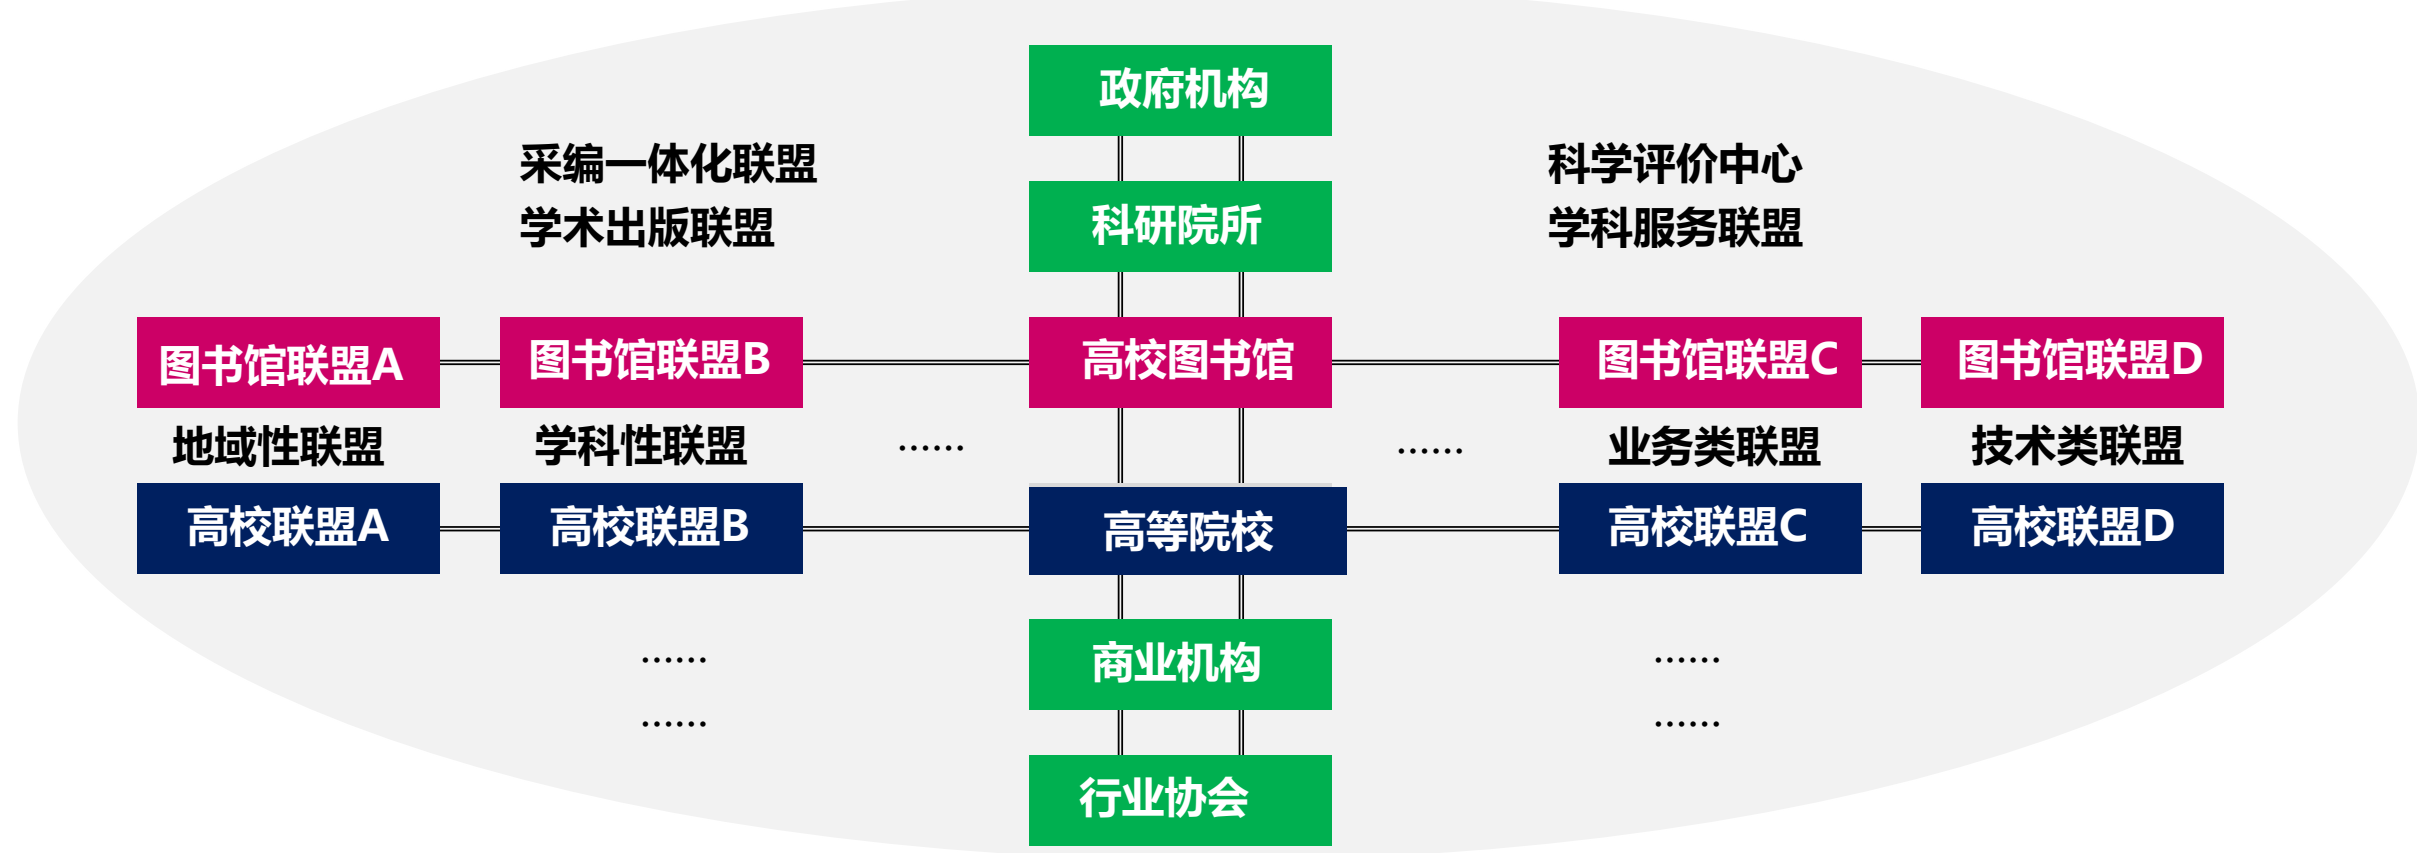 政府机构
采编一体化联盟
科学评价中心
科研院所
学术出版联盟
学科服务联盟
图书馆联盟A
图书馆联盟B
高校图书馆
图书馆联盟C
图书馆联盟D
地域性联盟
学科性联盟
……
……
业务类联盟
技术类联盟
高校联盟A
高校联盟B
高等院校
高校联盟C
高校联盟D
……
商业机构
……
……
……
行业协会